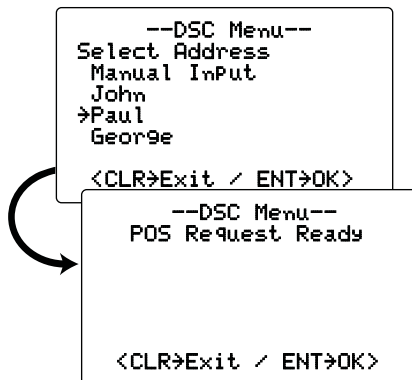 --DSC Menu--
Select Address
Manual Input
John
→Paul
George
<CLR→Exit / ENT→OK>
--DSC Menu--
POS Request Ready
<CLR→Exit / ENT→OK>